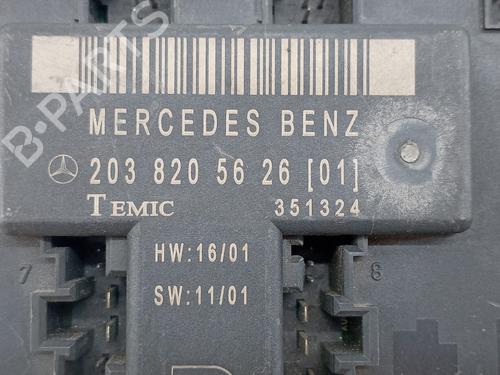 B-PARTS
MERCEDES BENZ
203 820 56 26 [01]
TEMIC 351324
HW:16/01
7 8
SW:11/01